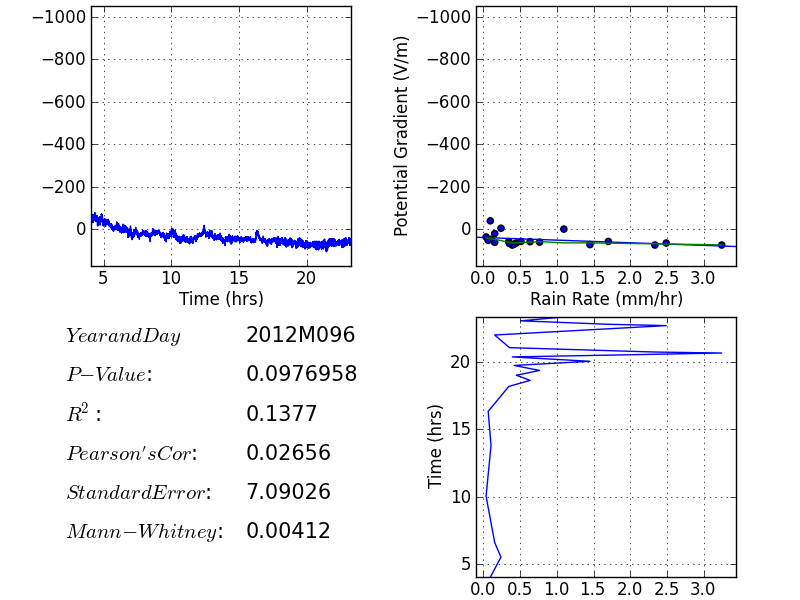 −1000
−800
−600
−400
−200
0
5 10 15 20
Time (hrs)
Potential Gradient (V/m)
−1000
−800
−600
−400
−200
0
0.0 0.5 1.0 1.5 2.0 2.5 3.0
Rain Rate (mm/hr)
YearandDay 2012M096
P−Value: 0.0976958
R²: 0.1377
Pearson'sCor: 0.02656
StandardError: 7.09026
Mann−Whitney: 0.00412
Time (hrs)
20
15
10
5
0.0 0.5 1.0 1.5 2.0 2.5 3.0